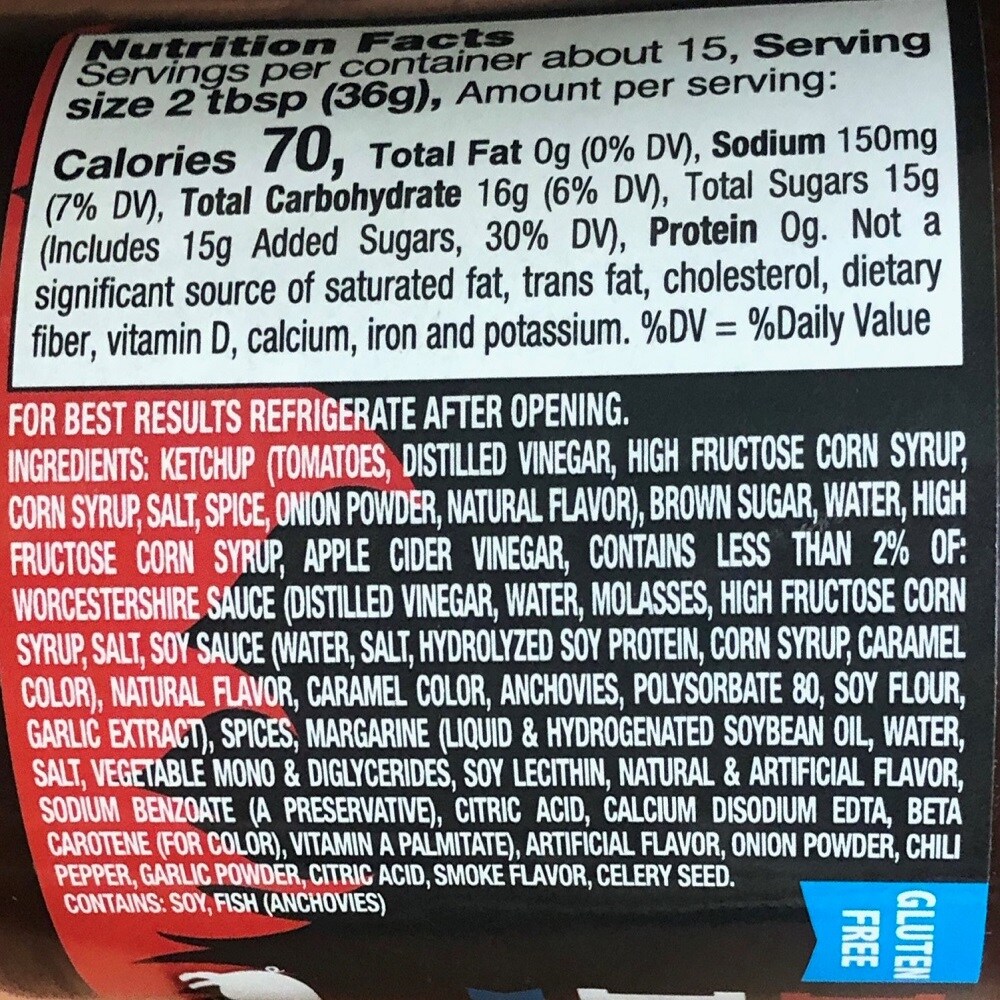 Nutrition Facts
Servings per container about 15, Serving
size 2 tbsp (36g), Amount per serving:
Calories 70, Total Fat 0g (0% DV), Sodium 150mg
(7% DV), Total Carbohydrate 16g (6% DV), Total Sugars 15g
(Includes 15g Added Sugars, 30% DV), Protein 0g. Not a
significant source of saturated fat, trans fat, cholesterol, dietary
fiber, vitamin D, calcium, iron and potassium. %DV = %Daily Value
FOR BEST RESULTS REFRIGERATE AFTER OPENING.
INGREDIENTS: KETCHUP (TOMATOES, DISTILLED VINEGAR, HIGH FRUCTOSE CORN SYRUP,
CORN SYRUP, SALT, SPICE, ONION POWDER, NATURAL FLAVOR), BROWN SUGAR, WATER, HIGH
FRUCTOSE CORN SYRUP, APPLE CIDER VINEGAR, CONTAINS LESS THAN 2% OF:
WORCESTERSHIRE SAUCE (DISTILLED VINEGAR, WATER, MOLASSES, HIGH FRUCTOSE CORN
SYRUP, SALT, SOY SAUCE (WATER, SALT, HYDROLYZED SOY PROTEIN, CORN SYRUP, CARAMEL
COLOR), NATURAL FLAVOR, CARAMEL COLOR, ANCHOVIES, POLYSORBATE 80, SOY FLOUR,
GARLIC EXTRACT), SPICES, MARGARINE (LIQUID & HYDROGENATED SOYBEAN OIL, WATER,
SALT, VEGETABLE MONO & DIGLYCERIDES, SOY LECITHIN, NATURAL & ARTIFICIAL FLAVOR,
SODIUM BENZOATE (A PRESERVATIVE), CITRIC ACID, CALCIUM DISODIUM EDTA, BETA
CAROTENE (FOR COLOR), VITAMIN A PALMITATE), ARTIFICIAL FLAVOR, ONION POWDER, CHILI
PEPPER, GARLIC POWDER, CITRIC ACID, SMOKE FLAVOR, CELERY SEED.
CONTAINS: SOY, FISH (ANCHOVIES)
GLUTEN
FREE